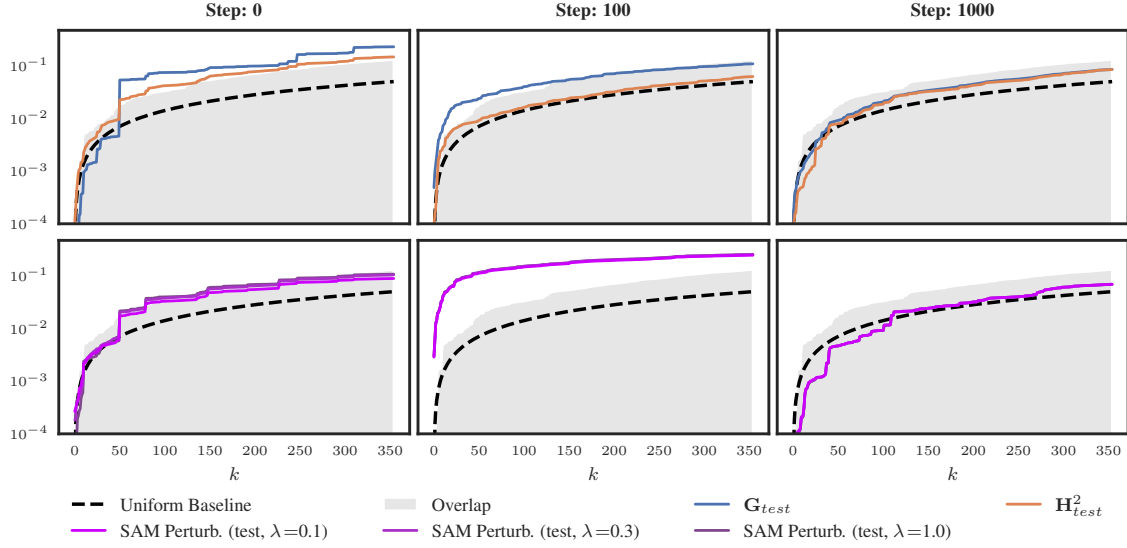 Step: 0 Step: 100 Step: 1000
10⁻¹
10⁻²
10⁻³
10⁻⁴
10⁻¹
10⁻²
10⁻³
10⁻⁴
0 50 100 150 200 250 300 350 0 50 100 150 200 250 300 350 0 50 100 150 200 250 300 350
k k k
Uniform Baseline Overlap G_test H²_test
SAM Perturb. (test, λ=0.1) SAM Perturb. (test, λ=0.3) SAM Perturb. (test, λ=1.0)